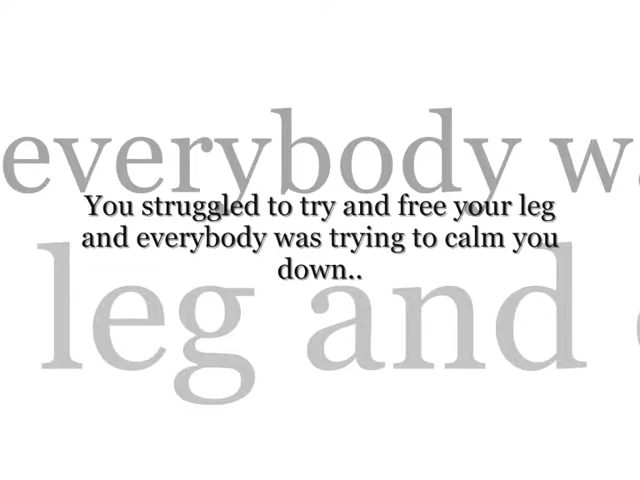 everybody wa
You struggled to try and free your leg
and everybody was trying to calm you
down..
leg and